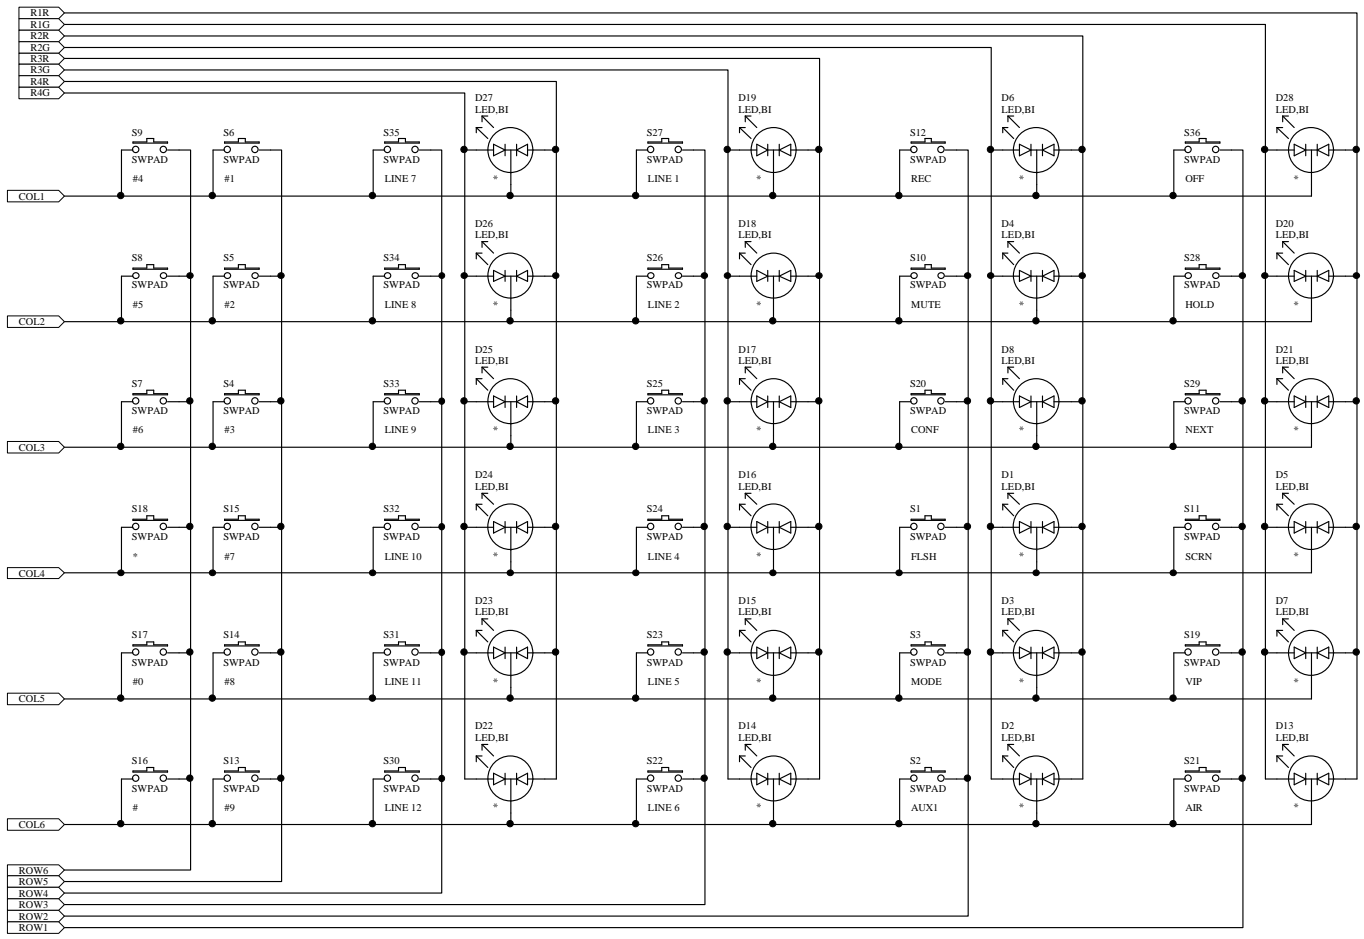 R1R
R1G
R2R
R2G
R3R
R3G
R4R
R4G
D27 D19 D6 D28
LED,BI LED,BI LED,BI LED,BI
S9 S6 S35 S27 S12 S36
SWPAD SWPAD SWPAD SWPAD SWPAD SWPAD
#4 #1 LINE 7 * LINE 1 * REC * OFF *
COL1
D26 D18 D4 D20
LED,BI LED,BI LED,BI LED,BI
S8 S5 S34 S26 S10 S28
SWPAD SWPAD SWPAD SWPAD SWPAD SWPAD
#5 #2 LINE 8 * LINE 2 * MUTE * HOLD *
COL2
D25 D17 D8 D21
LED,BI LED,BI LED,BI LED,BI
S7 S4 S33 S25 S20 S29
SWPAD SWPAD SWPAD SWPAD SWPAD SWPAD
#6 #3 LINE 9 * LINE 3 * CONF * NEXT *
COL3
D24 D16 D1 D5
LED,BI LED,BI LED,BI LED,BI
S18 S15 S32 S24 S1 S11
SWPAD SWPAD SWPAD SWPAD SWPAD SWPAD
* #7 LINE 10 * LINE 4 * FLSH * SCRN *
COL4
D23 D15 D3 D7
LED,BI LED,BI LED,BI LED,BI
S17 S14 S31 S23 S3 S19
SWPAD SWPAD SWPAD SWPAD SWPAD SWPAD
#0 #8 LINE 11 * LINE 5 * MODE * VIP *
COL5
D22 D14 D2 D13
LED,BI LED,BI LED,BI LED,BI
S16 S13 S30 S22 S2 S21
SWPAD SWPAD SWPAD SWPAD SWPAD SWPAD
# #9 LINE 12 * LINE 6 * AUX1 * AIR *
COL6
ROW6
ROW5
ROW4
ROW3
ROW2
ROW1